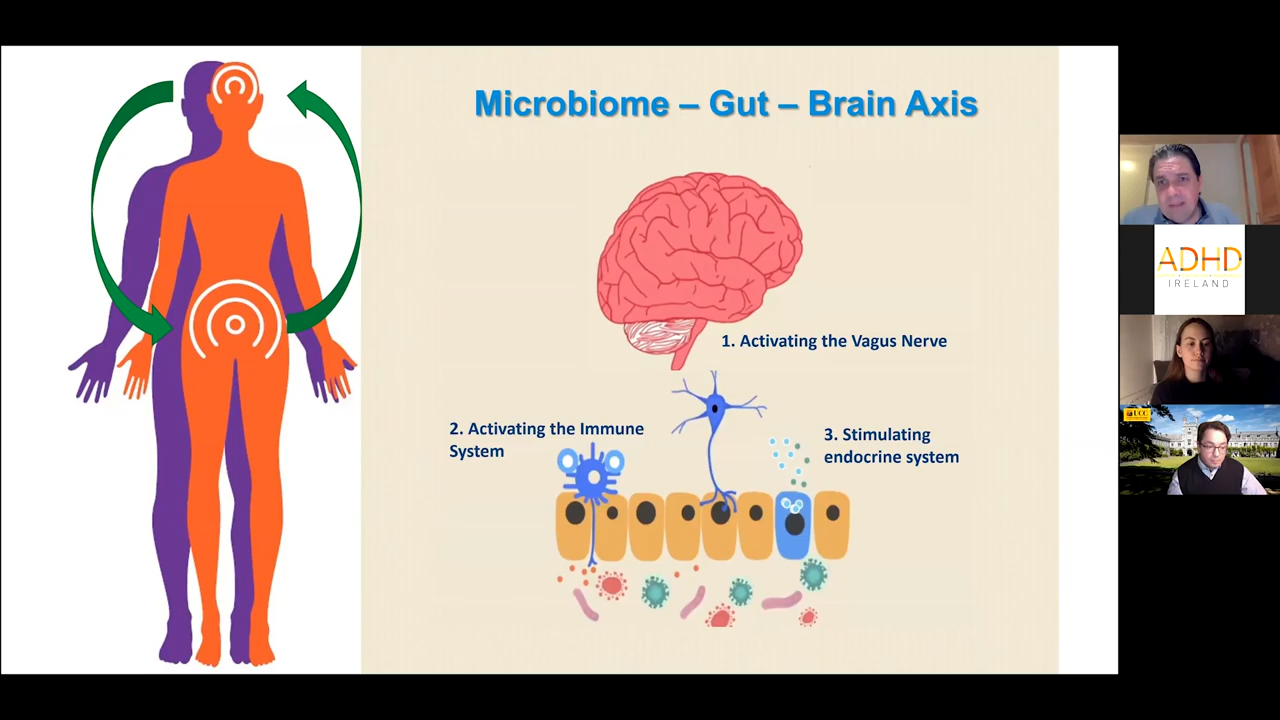 Microbiome – Gut – Brain Axis
1. Activating the Vagus Nerve
2. Activating the Immune
System
3. Stimulating
endocrine system
ADHD
IRELAND
UCC